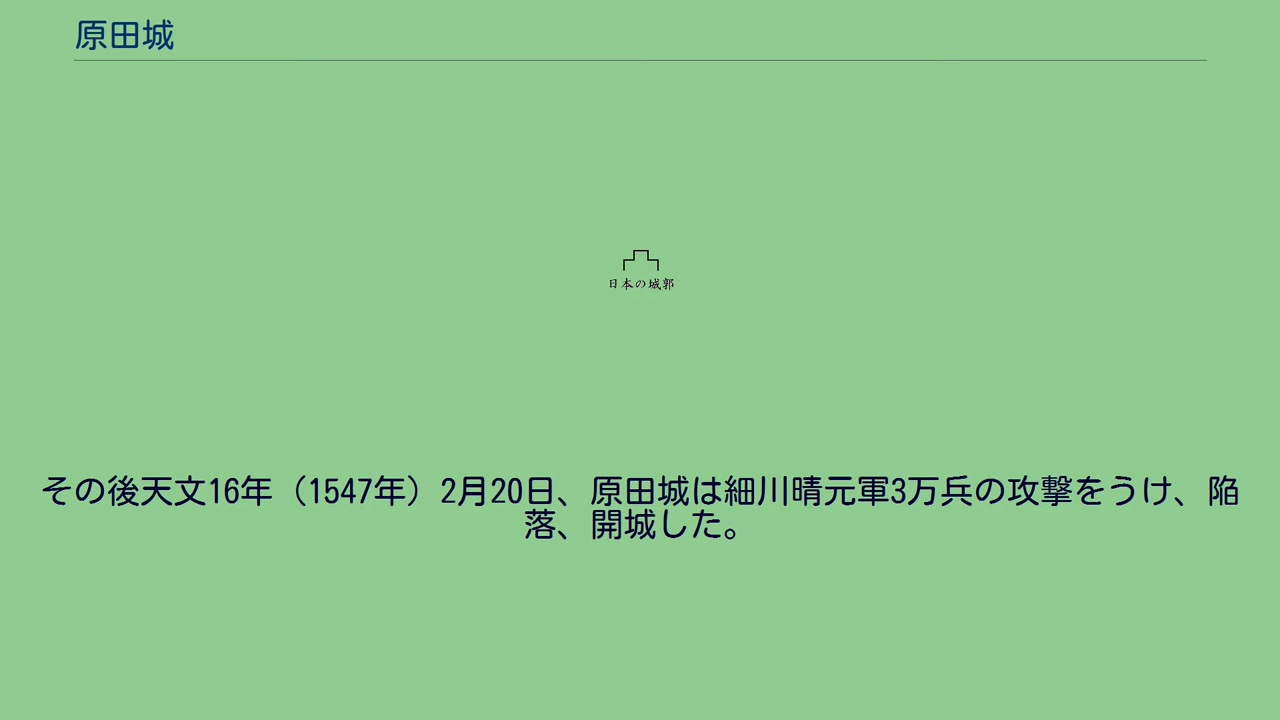 原田城
日本の城郭
その後天文16年（1547年）2月20日、原田城は細川晴元軍3万兵の攻撃をうけ、陥
落、開城した。